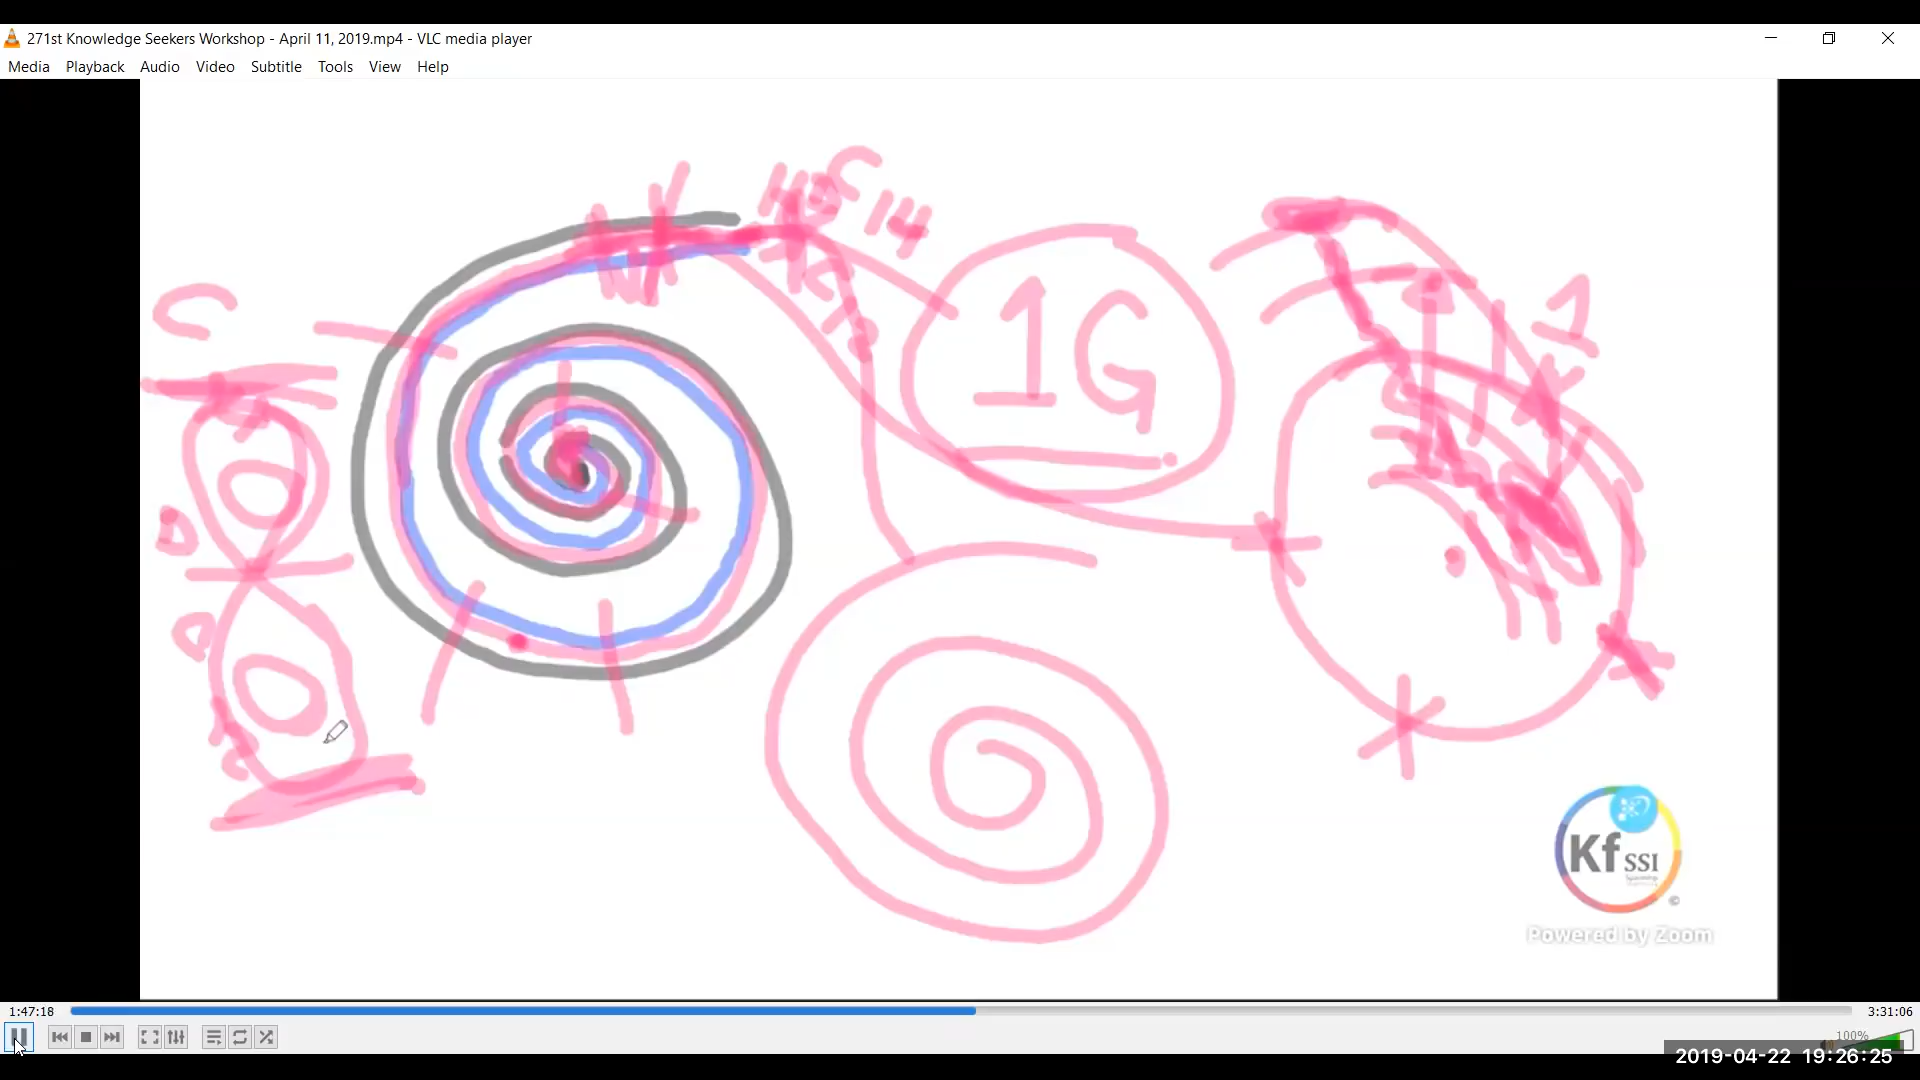 271st Knowledge Seekers Workshop - April 11, 2019.mp4 - VLC media player
Media Playback Audio Video Subtitle Tools View Help
C
14
1G
Kf SSI
©
Powered by Zoom
1:47:18
3:31:06
100%
2019-04-22 19:26:25